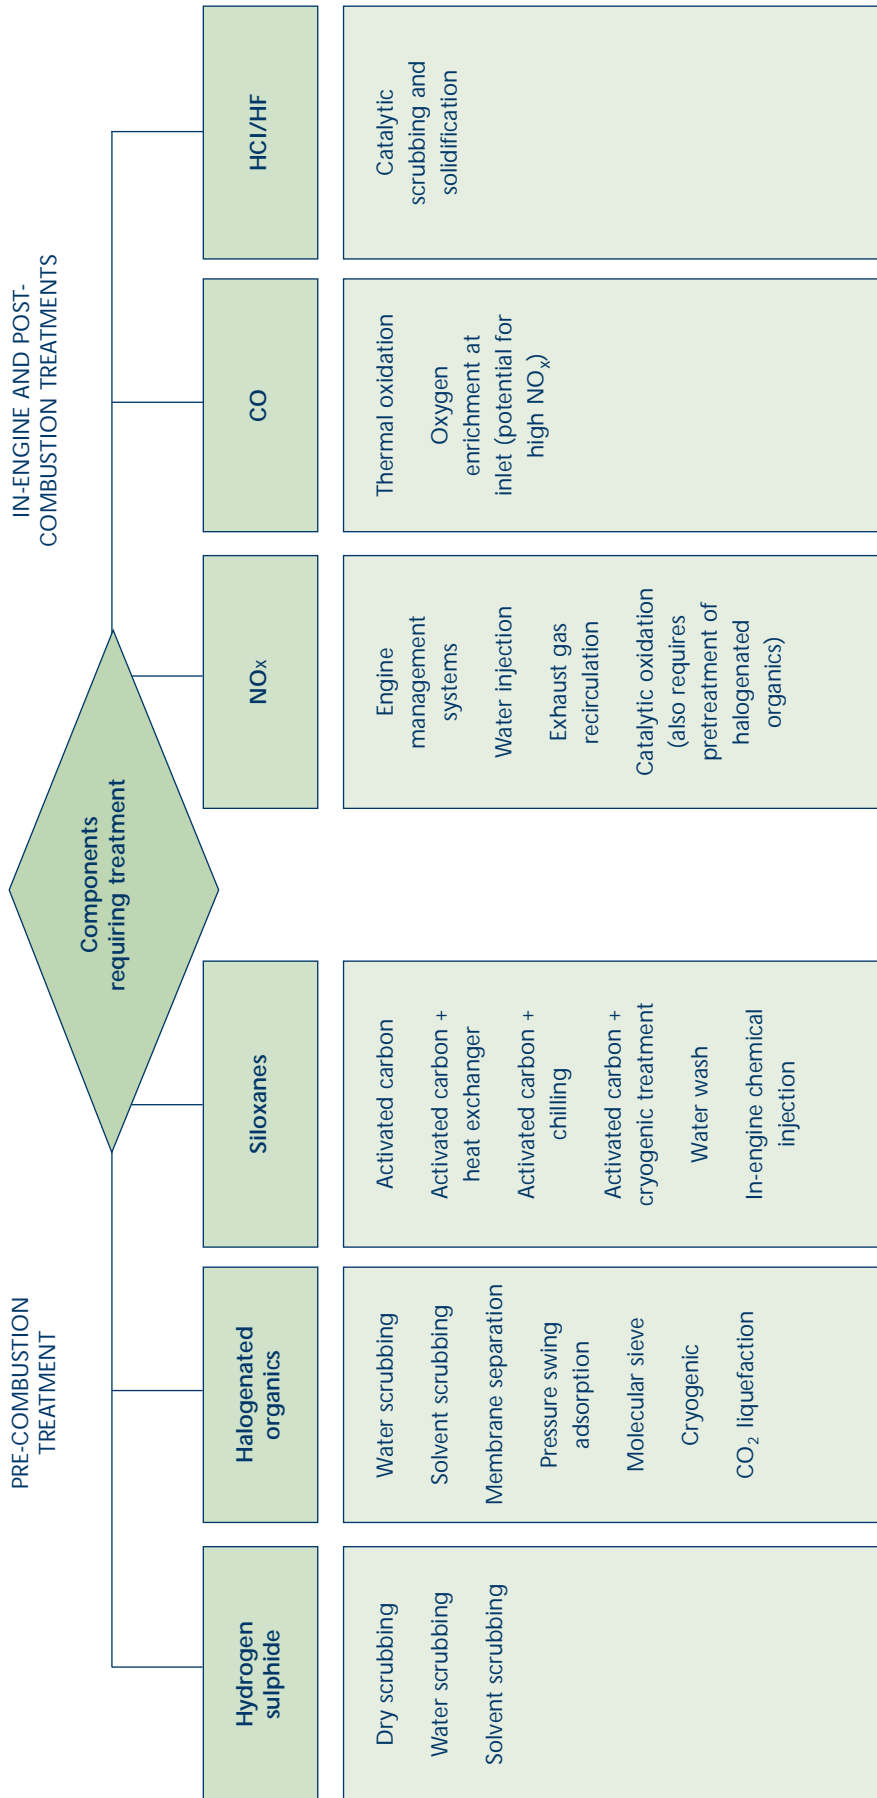 PRE-COMBUSTION
TREATMENT
IN-ENGINE AND POST-
COMBUSTION TREATMENTS
Components
requiring treatment
Hydrogen
sulphide
Dry scrubbing
Water scrubbing
Solvent scrubbing
Halogenated
organics
Water scrubbing
Solvent scrubbing
Membrane separation
Pressure swing
adsorption
Molecular sieve
Cryogenic
CO₂ liquefaction
Siloxanes
Activated carbon
Activated carbon +
heat exchanger
Activated carbon +
chilling
Activated carbon +
cryogenic treatment
Water wash
In-engine chemical
injection
NOx
Engine
management
systems
Water injection
Exhaust gas
recirculation
Catalytic oxidation
(also requires
pretreatment of
halogenated
organics)
CO
Thermal oxidation
Oxygen
enrichment at
inlet (potential for
high NOₓ)
HCl/HF
Catalytic
scrubbing and
solidification